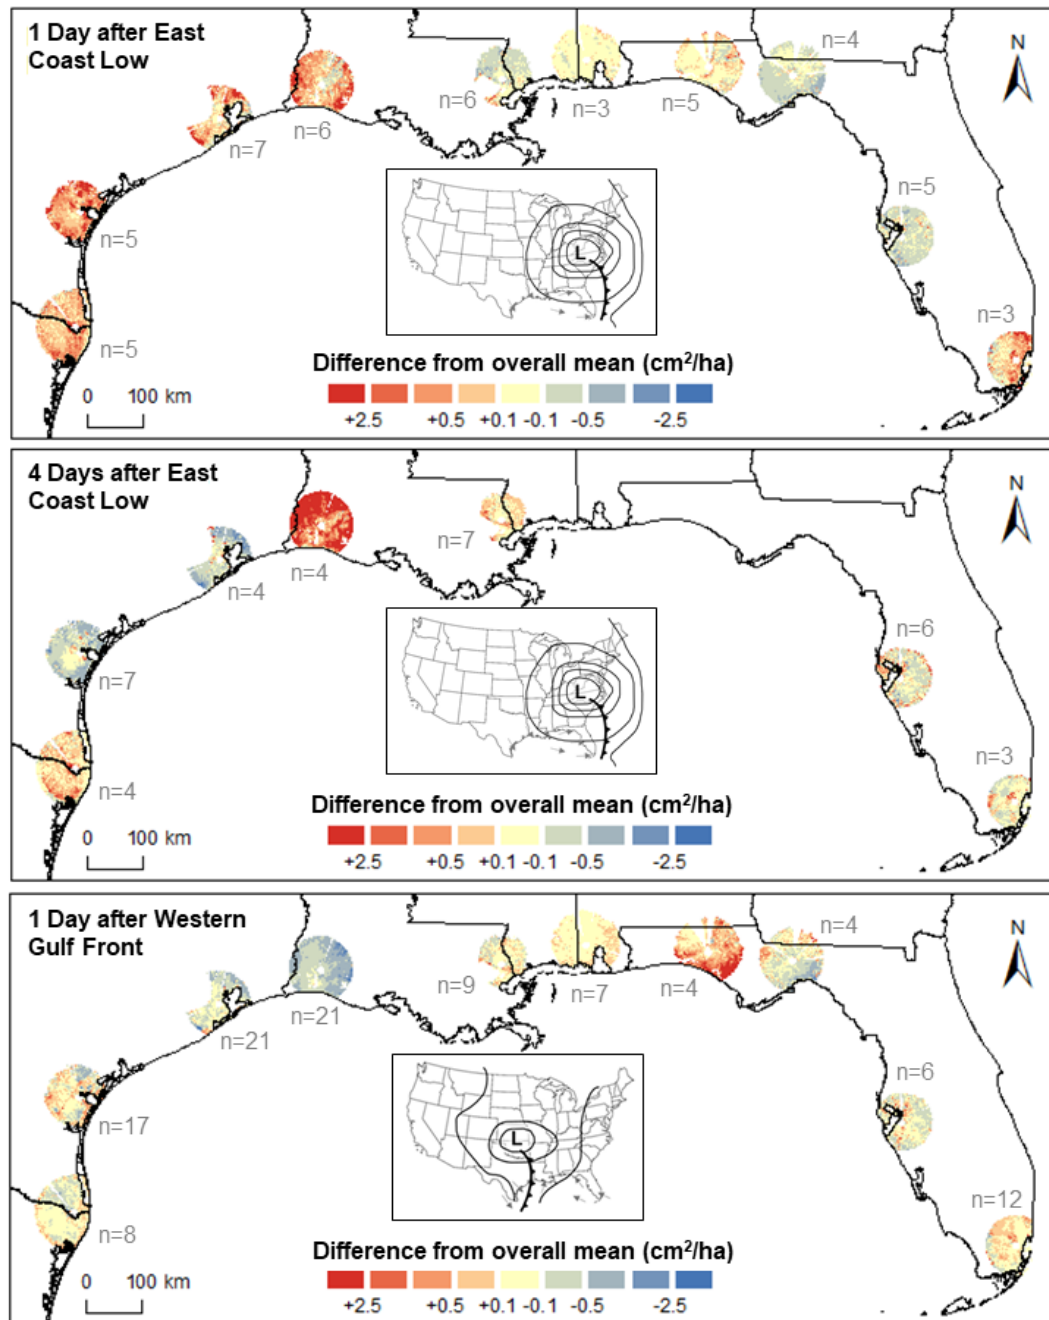 1 Day after East
Coast Low
n=4
N
n=6
n=3
n=5
n=6
n=7
n=5
n=5
L
n=5
n=3
Difference from overall mean (cm²/ha)
0 100 km
+2.5 +0.5 +0.1 -0.1 -0.5 -2.5
4 Days after East
Coast Low
N
n=7
n=4
n=4
n=6
n=7
L
n=3
n=4
Difference from overall mean (cm²/ha)
0 100 km
+2.5 +0.5 +0.1 -0.1 -0.5 -2.5
1 Day after Western
Gulf Front
n=4
N
n=9
n=7
n=4
n=21
n=21
n=6
n=17
L
n=12
n=8
Difference from overall mean (cm²/ha)
0 100 km
+2.5 +0.5 +0.1 -0.1 -0.5 -2.5